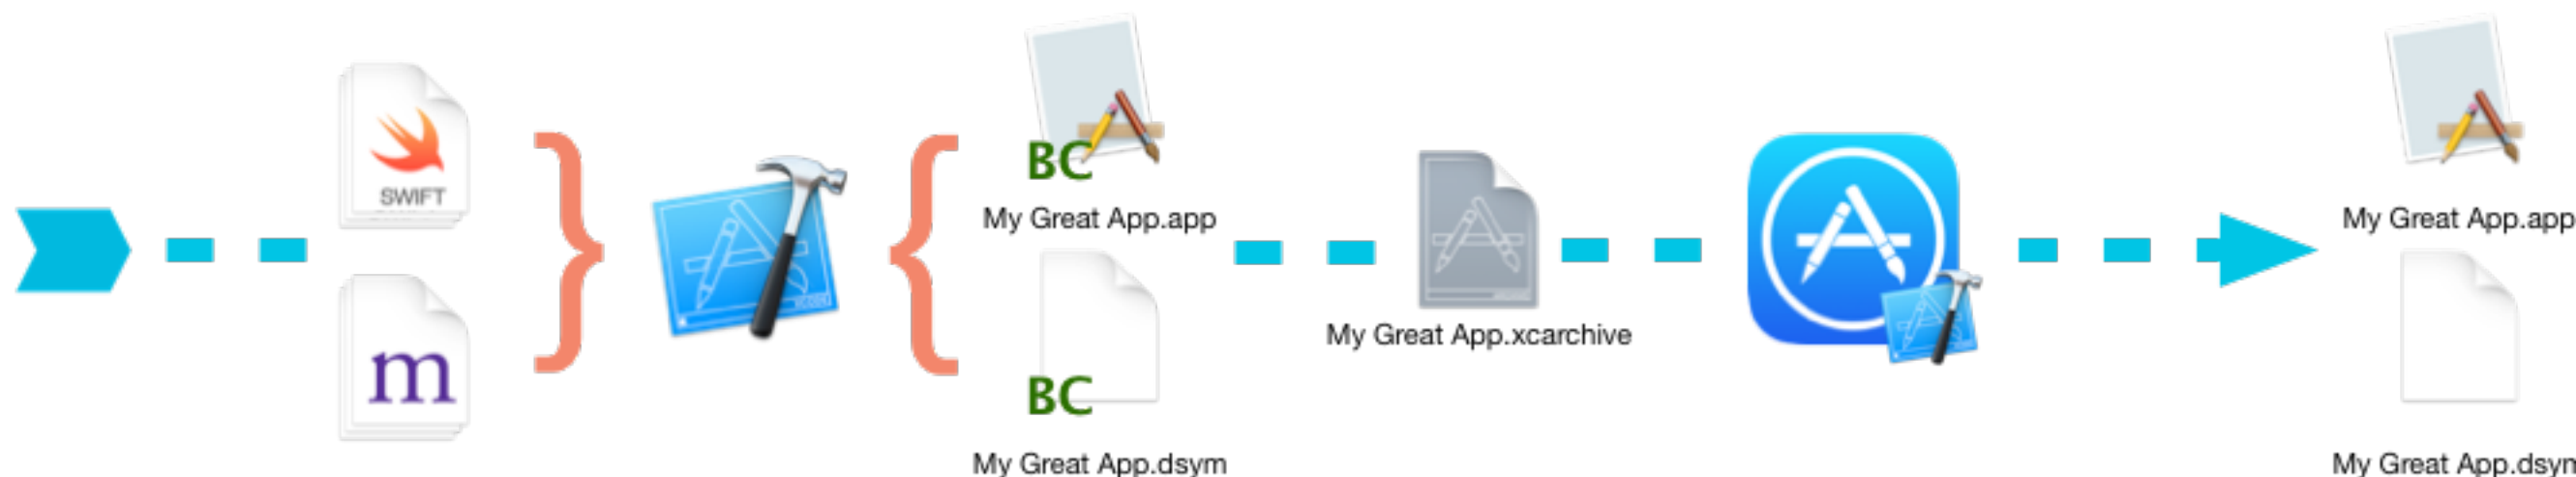 SWIFT
m
XCODE
BC
My Great App.app
BC
My Great App.dsym
My Great App.xcarchive
My Great App.app
My Great App.dsym